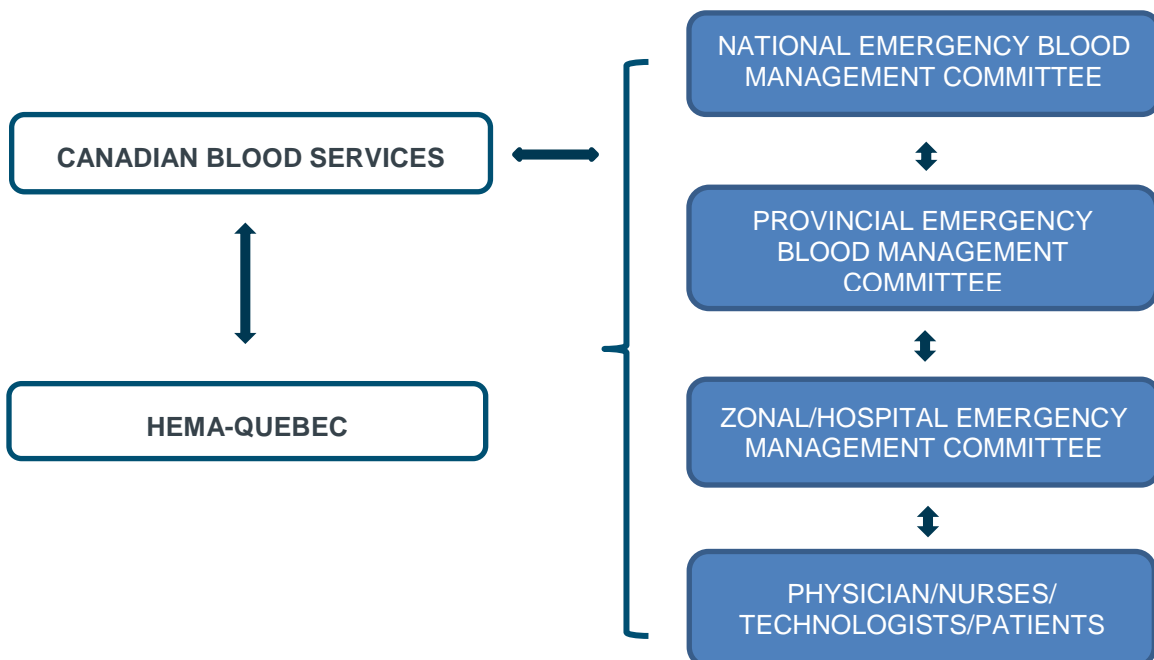 CANADIAN BLOOD SERVICES
HEMA-QUEBEC
NATIONAL EMERGENCY BLOOD
MANAGEMENT COMMITTEE
PROVINCIAL EMERGENCY
BLOOD MANAGEMENT
COMMITTEE
ZONAL/HOSPITAL EMERGENCY
MANAGEMENT COMMITTEE
PHYSICIAN/NURSES/
TECHNOLOGISTS/PATIENTS